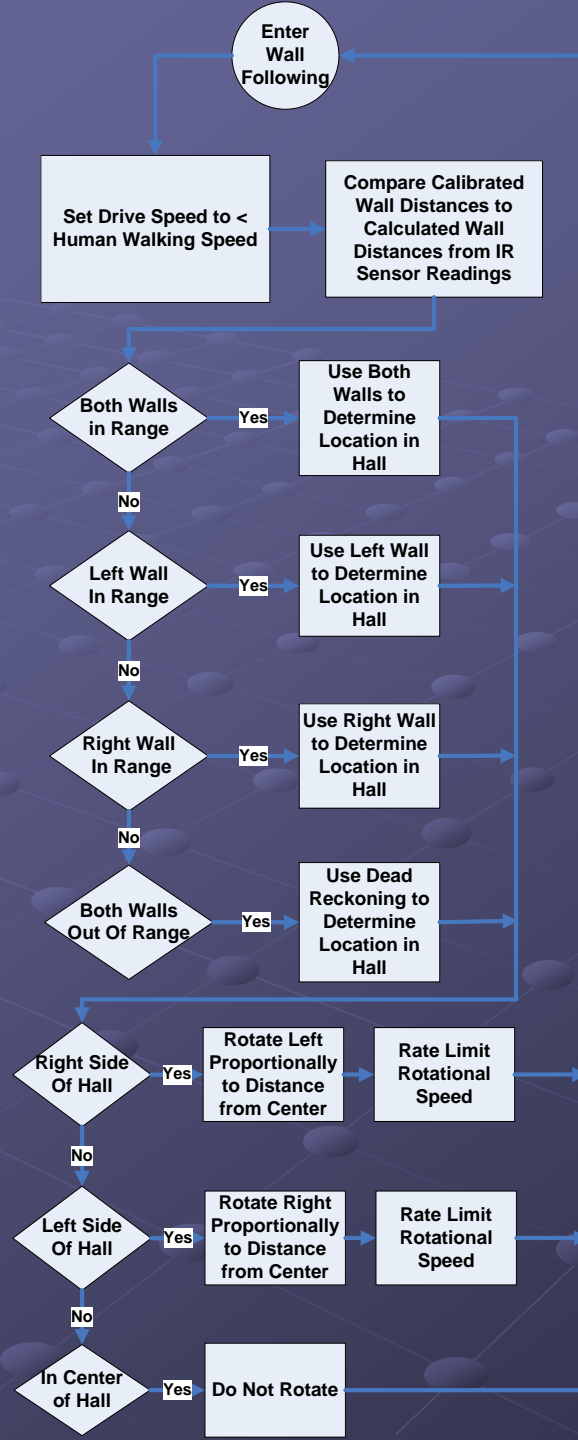 Enter
Wall
Following
Set Drive Speed to <
Human Walking Speed
Compare Calibrated
Wall Distances to
Calculated Wall
Distances from IR
Sensor Readings
Both Walls
in Range
Yes
Use Both
Walls to
Determine
Location in
Hall
No
Left Wall
In Range
Yes
Use Left Wall
to Determine
Location in
Hall
No
Right Wall
In Range
Yes
Use Right Wall
to Determine
Location in
Hall
No
Both Walls
Out Of Range
Yes
Use Dead
Reckoning to
Determine
Location in
Hall
Right Side
Of Hall
Yes
Rotate Left
Proportionally
to Distance
from Center
Rate Limit
Rotational
Speed
No
Left Side
Of Hall
Yes
Rotate Right
Proportionally
to Distance
from Center
Rate Limit
Rotational
Speed
No
In Center
of Hall
Yes
Do Not Rotate